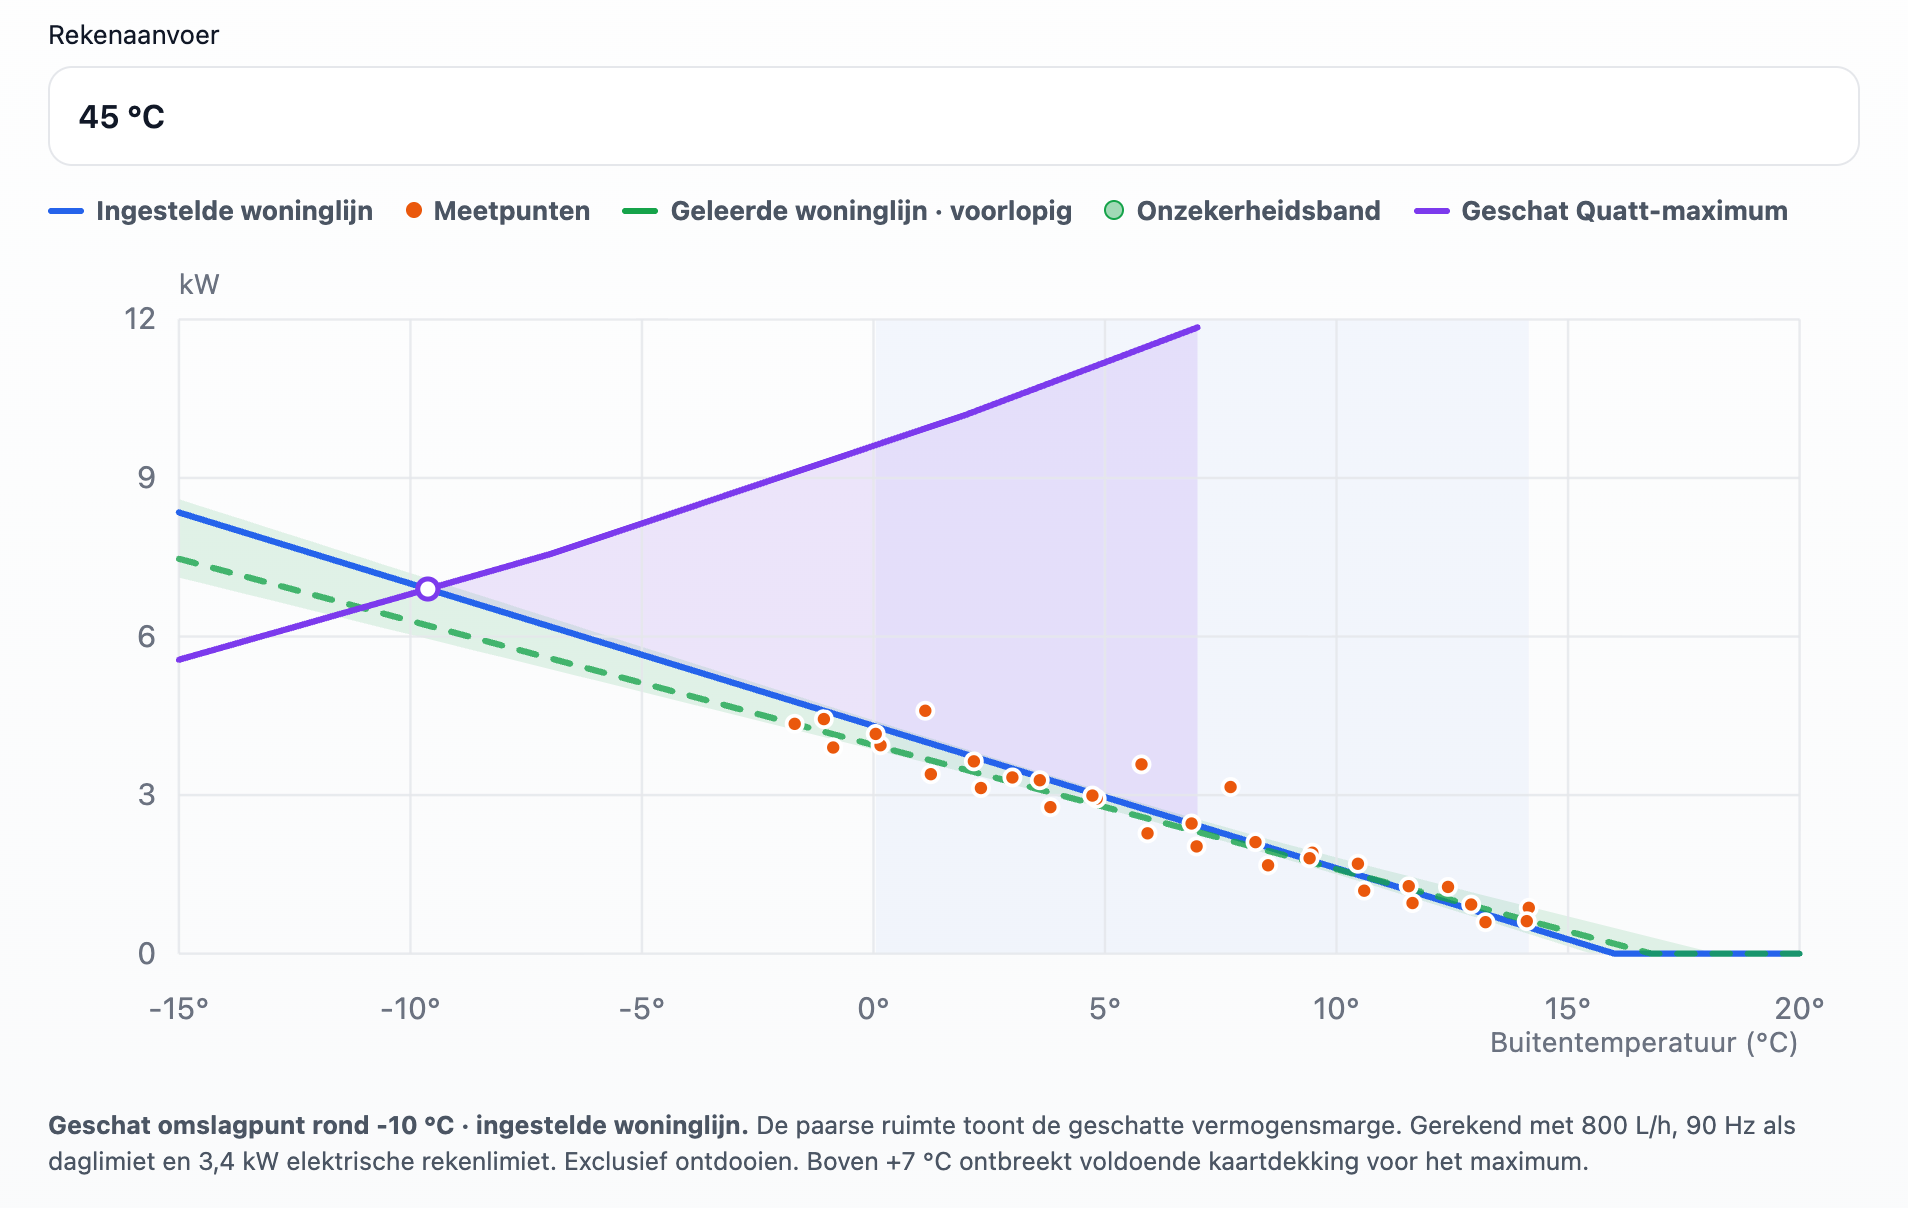 Rekenaanvoer
45 °C
Ingestelde woninglijn Meetpunten Geleerde woninglijn · voorlopig Onzekerheidsband Geschat Quatt-maximum
kW
12
9
6
3
0
-15° -10° -5° 0° 5° 10° 15° 20°
Buitentemperatuur (°C)
Geschat omslagpunt rond -10 °C · ingestelde woninglijn. De paarse ruimte toont de geschatte vermogensmarge. Gerekend met 800 L/h, 90 Hz als
daglimiet en 3,4 kW elektrische rekenlimiet. Exclusief ontdooien. Boven +7 °C ontbreekt voldoende kaartdekking voor het maximum.